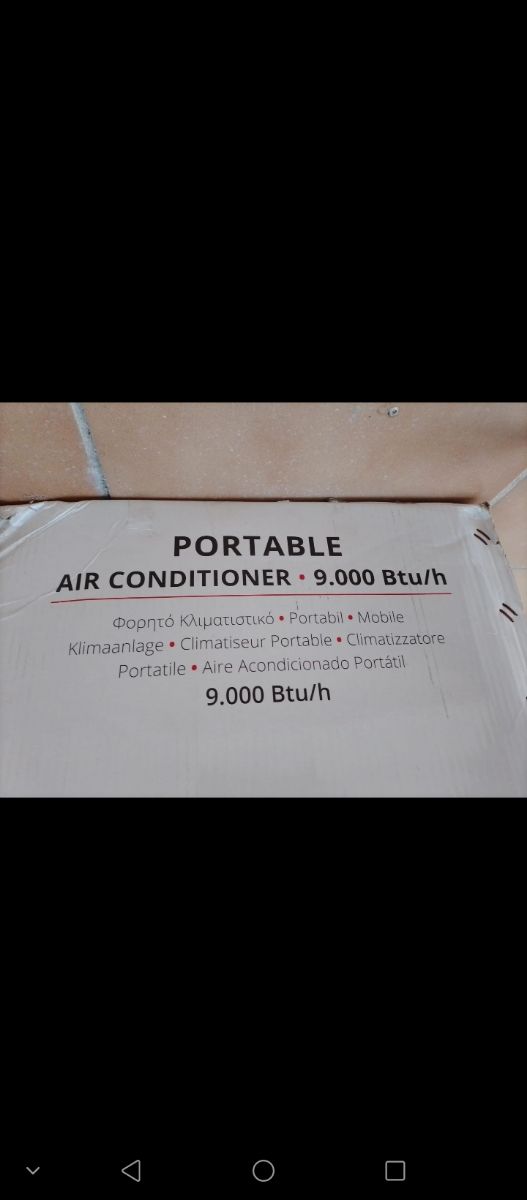 PORTABLE
AIR CONDITIONER • 9.000 Btu/h
Φορητό Κλιματιστικό • Portabil • Mobile
Klimaanlage • Climatiseur Portable • Climatizzatore
Portatile • Aire Acondicionado Portátil
9.000 Btu/h